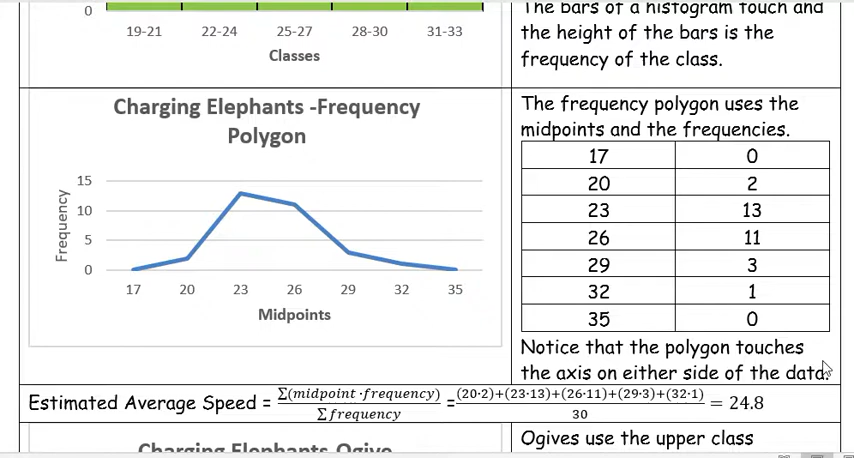 0
19-21 22-24 25-27 28-30 31-33
Classes
The bars of a histogram touch and
the height of the bars is the
frequency of the class.
Charging Elephants -Frequency
Polygon
15
10
5
0
Frequency
17 20 23 26 29 32 35
Midpoints
The frequency polygon uses the
midpoints and the frequencies.
17 0
20 2
23 13
26 11
29 3
32 1
35 0
Notice that the polygon touches
the axis on either side of the data.
Estimated Average Speed = Σ(midpoint ·frequency) / Σ frequency = (20·2)+(23·13)+(26·11)+(29·3)+(32·1) / 30 = 24.8
Charging Elephants Ogive
Ogives use the upper class